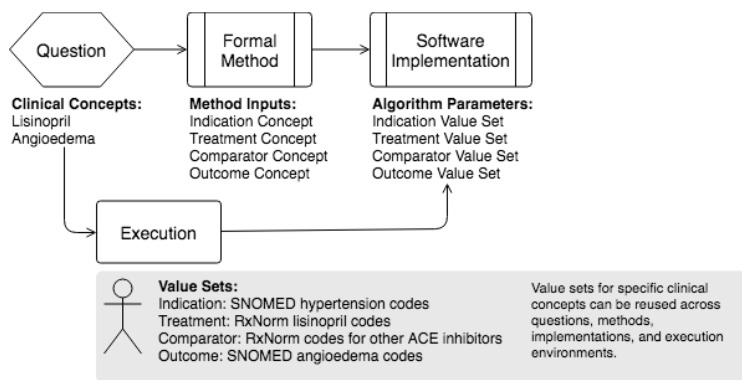 Question
Formal
Method
Software
Implementation
Clinical Concepts:
Lisinopril
Angioedema
Method Inputs:
Indication Concept
Treatment Concept
Comparator Concept
Outcome Concept
Algorithm Parameters:
Indication Value Set
Treatment Value Set
Comparator Value Set
Outcome Value Set
Execution
Value Sets:
Indication: SNOMED hypertension codes
Treatment: RxNorm lisinopril codes
Comparator: RxNorm codes for other ACE inhibitors
Outcome: SNOMED angioedema codes
Value sets for specific clinical
concepts can be reused across
questions, methods,
implementations, and execution
environments.